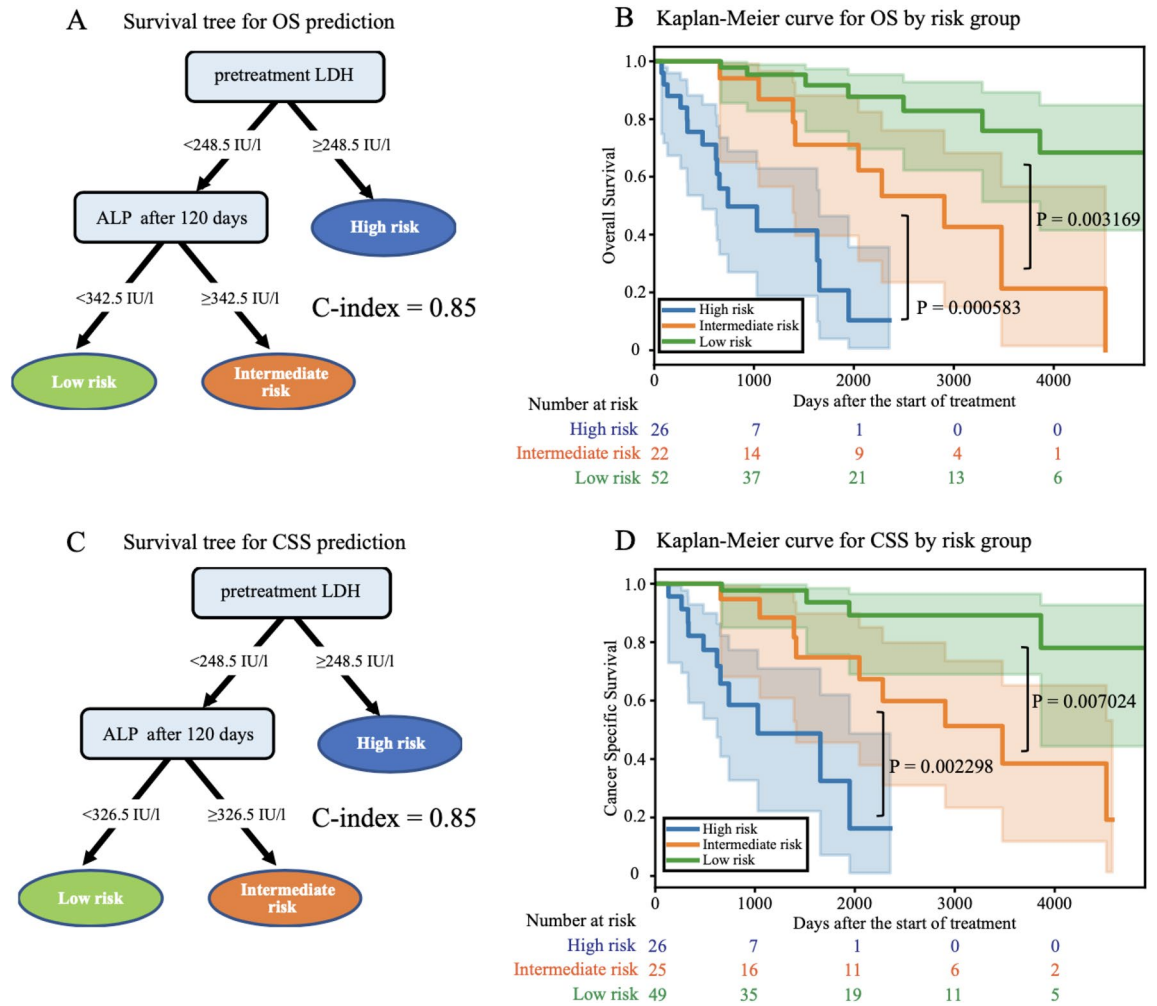 A Survival tree for OS prediction
pretreatment LDH
<248.5 IU/l ≥248.5 IU/l
ALP after 120 days
High risk
<342.5 IU/l ≥342.5 IU/l
C-index = 0.85
Low risk
Intermediate
risk
B Kaplan-Meier curve for OS by risk group
Overall Survival
1.0
0.8
0.6
0.4
0.2
0
P = 0.003169
P = 0.000583
High risk
Intermediate risk
Low risk
0 1000 2000 3000 4000
Days after the start of treatment
Number at risk
High risk 26 7 1 0 0
Intermediate risk 22 14 9 4 1
Low risk 52 37 21 13 6
C Survival tree for CSS prediction
pretreatment LDH
<248.5 IU/l ≥248.5 IU/l
ALP after 120 days
High risk
<326.5 IU/l ≥326.5 IU/l
C-index = 0.85
Low risk
Intermediate
risk
D Kaplan-Meier curve for CSS by risk group
Cancer Specific Survival
1.0
0.8
0.6
0.4
0.2
0
P = 0.007024
P = 0.002298
High risk
Intermediate risk
Low risk
0 1000 2000 3000 4000
Days after the start of treatment
Number at risk
High risk 26 7 1 0 0
Intermediate risk 25 16 11 6 2
Low risk 49 35 19 11 5